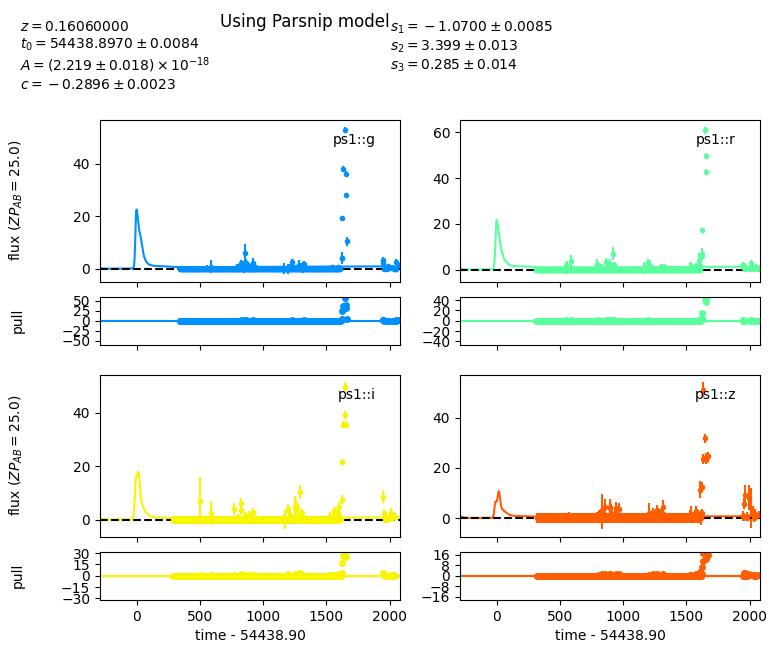 Using Parsnip model
z = 0.16060000
t₀ = 54438.8970 ± 0.0084
A = (2.219 ± 0.018) × 10⁻¹⁸
c = −0.2896 ± 0.0023
s₁ = −1.0700 ± 0.0085
s₂ = 3.399 ± 0.013
s₃ = 0.285 ± 0.014
flux (ZP_AB = 25.0)
40
20
0
ps1::g
60
40
20
0
ps1::r
pull
50
25
0
−25
−50
40
20
0
−20
−40
flux (ZP_AB = 25.0)
40
20
0
ps1::i
40
20
0
ps1::z
pull
30
15
0
−15
−30
16
8
0
−8
−16
0 500 1000 1500 2000
time - 54438.90
0 500 1000 1500 2000
time - 54438.90